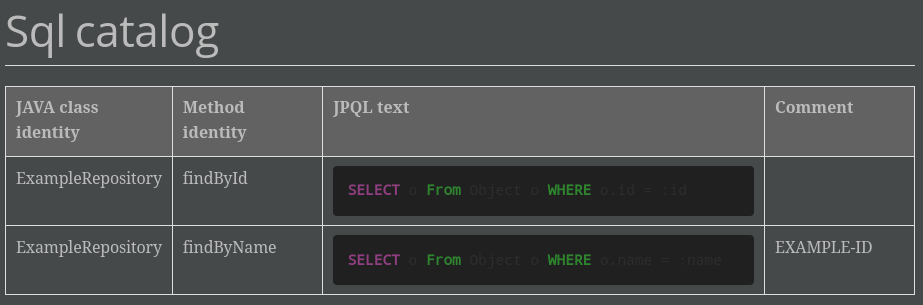 Sql catalog
JAVA class identity	Method identity	JPQL text	Comment
ExampleRepository	findById	SELECT o From Object o WHERE o.id = :id
ExampleRepository	findByName	SELECT o From Object o WHERE o.name = :name	EXAMPLE-ID